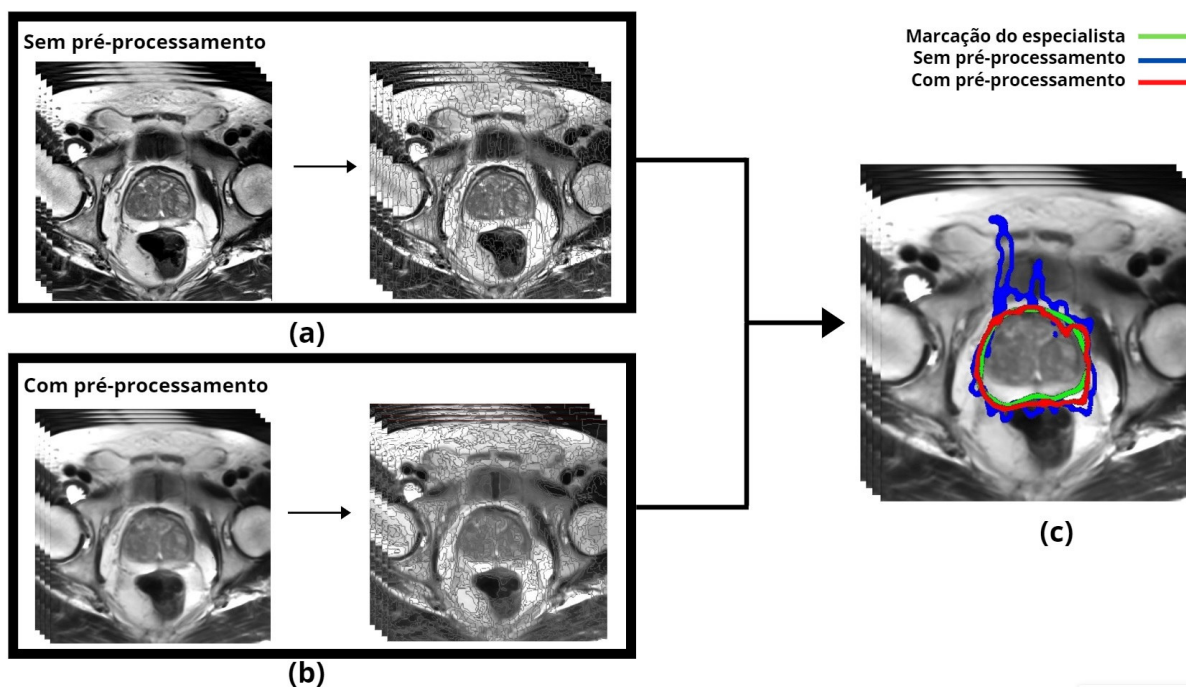 Sem pré-processamento
(a)
Com pré-processamento
(b)
Marcação do especialista
Sem pré-processamento
Com pré-processamento
(c)